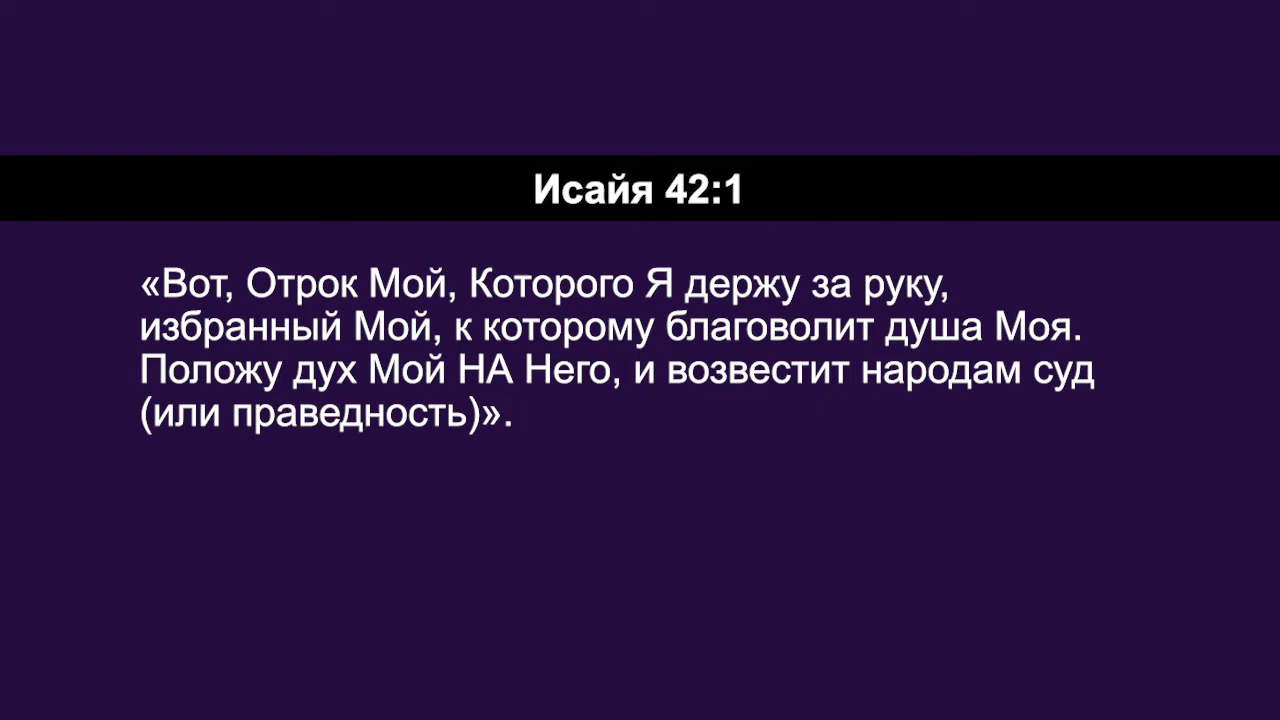 Исайя 42:1
«Вот, Отрок Мой, Которого Я держу за руку,
избранный Мой, к которому благоволит душа Моя.
Положу дух Мой НА Него, и возвестит народам суд
(или праведность)».